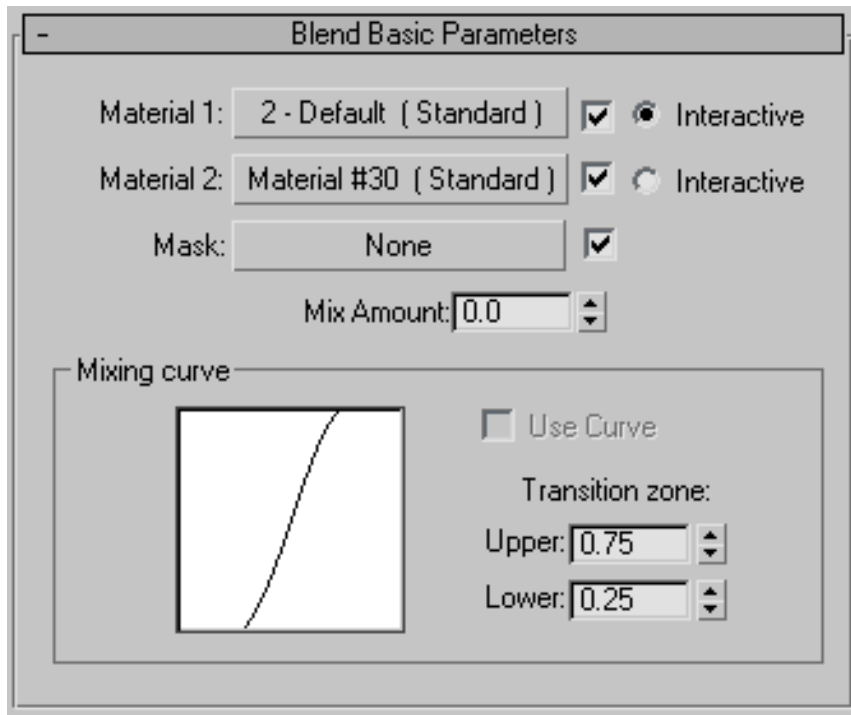 - Blend Basic Parameters
Material 1: 2 - Default ( Standard ) Interactive
Material 2: Material #30 ( Standard ) Interactive
Mask: None
Mix Amount: 0.0
Mixing curve
Use Curve
Transition zone:
Upper: 0.75
Lower: 0.25